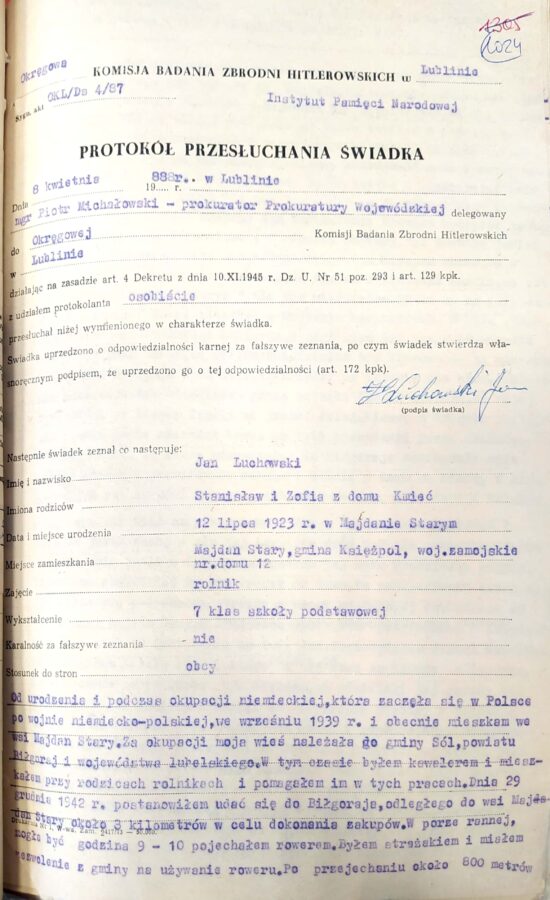 1305
1024
Okręgowa KOMISJA BADANIA ZBRODNI HITLEROWSKICH w Lublinie
Sygn. akt OKL/Ds 4/87
Instytut Pamięci Narodowej
PROTOKÓŁ PRZESŁUCHANIA ŚWIADKA
Dnia 8 kwietnia 19 888r.. r. w Lublinie
mgr Piotr Michałowski - prokurator Prokuratury Wojewódzkiej delegowany
do Okręgowej Komisji Badania Zbrodni Hitlerowskich
w Lublinie
działając na zasadzie art. 4 Dekretu z dnia 10.XI.1945 r. Dz. U. Nr 51 poz. 293 i art. 129 kpk.
z udziałem protokolanta osobiście
przesłuchał niżej wymienionego w charakterze świadka.
Świadka uprzedzono o odpowiedzialności karnej za fałszywe zeznania, po czym świadek stwierdza wła-
snoręcznym podpisem, że uprzedzono go o tej odpowiedzialności (art. 172 kpk).
Łuchowski Jan
(podpis świadka)
Następnie świadek zeznał co następuje:
Imię i nazwisko Jan Łuchowski
Imiona rodziców Stanisław i Zofia z domu Kmieć
Data i miejsce urodzenia 12 lipca 1923 r. w Majdanie Starym
Miejsce zamieszkania Majdan Stary,gmina Księżpol, woj.zamojskie
nr.domu 12
Zajęcie rolnik
Wykształcenie 7 klas szkoły podstawowej
Karalność za fałszywe zeznania - nie
Stosunek do stron obcy
Od urodzenia i podczas okupacji niemieckiej,która zaczęła się w Polsce
po wojnie niemiecko-polskiej,we wrześniu 1939 r. i obecnie mieszkam we
wsi Majdan Stary.Za okupacji moja wieś należała do gminy Sól,powiatu
Biłgoraj i województwa lubelskiego.W tym czasie byłem kawalerem i miesz-
kałem przy rodzicach rolnikach i pomagałem im w tych pracach.Dnia 29
grudnia 1942 r. postanowiłem udać się do Biłgoraja,odległego do wsi Majda-
dan Stary około 3 kilometrów w celu dokonania zakupów.W porze rannej,
mogła być godzina 9 - 10 pojechałem rowerem.Byłem strażakiem i miałem
zezwolenie z gminy na używanie roweru.Po przejechaniu około 800 metrów